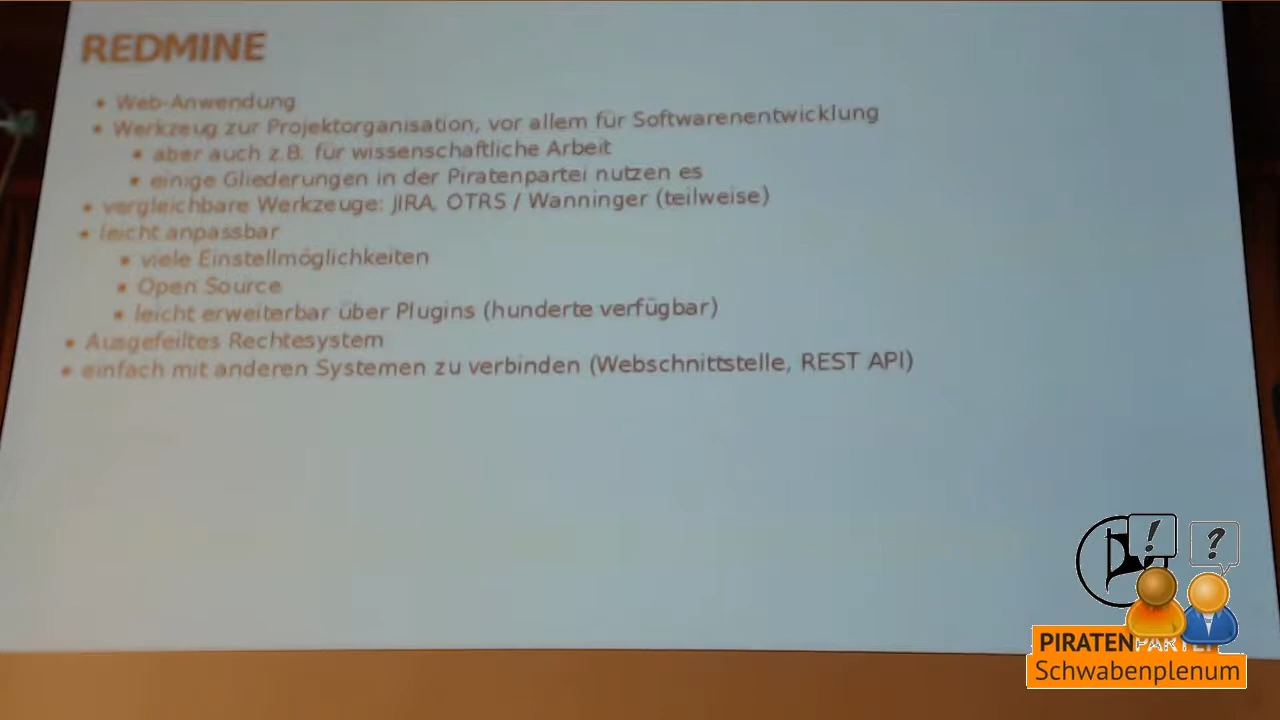 REDMINE
• Web-Anwendung
• Werkzeug zur Projektorganisation, vor allem für Softwarenentwicklung
• aber auch z.B. für wissenschaftliche Arbeit
• einige Gliederungen in der Piratenpartei nutzen es
• vergleichbare Werkzeuge: JIRA, OTRS / Wanninger (teilweise)
• leicht anpassbar
• viele Einstellmöglichkeiten
• Open Source
• leicht erweiterbar über Plugins (hunderte verfügbar)
• Ausgefeiltes Rechtesystem
• einfach mit anderen Systemen zu verbinden (Webschnittstelle, REST API)
! ?
PIRATENPARTEI
Schwabenplenum